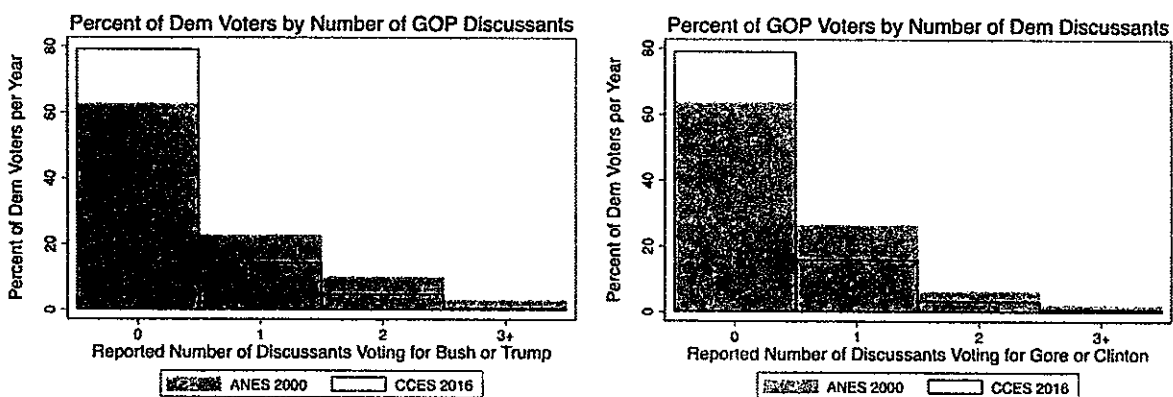 Percent of Dem Voters by Number of GOP Discussants
Percent of Dem Voters per Year
80
60
40
20
0
0 1 2 3+
Reported Number of Discussants Voting for Bush or Trump
ANES 2000 CCES 2016
Percent of GOP Voters by Number of Dem Discussants
Percent of Dem Voters per Year
80
60
40
20
0
0 1 2 3+
Reported Number of Discussants Voting for Gore or Clinton
ANES 2000 CCES 2016